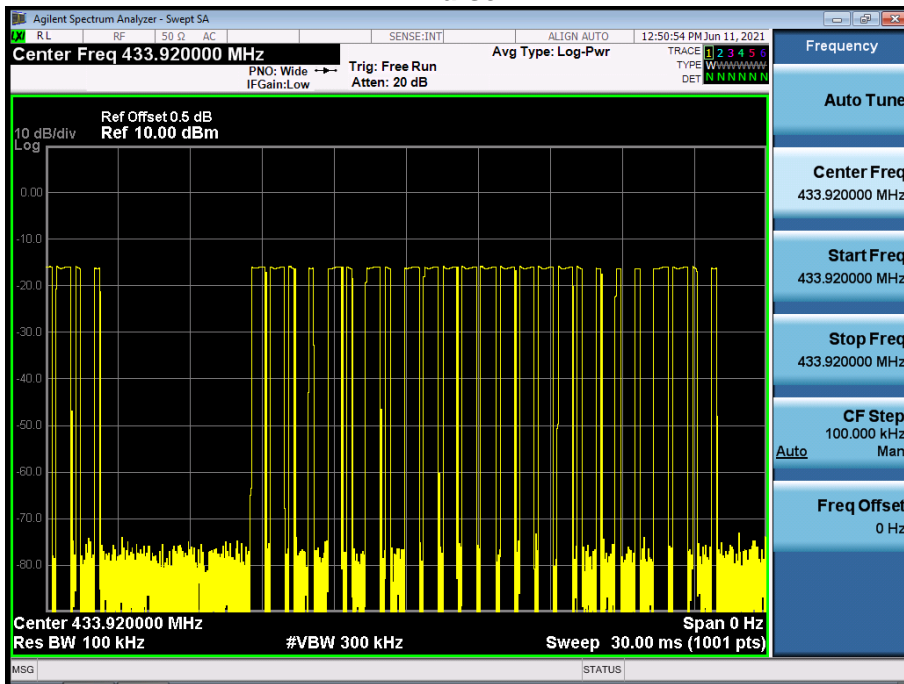 Agilent Spectrum Analyzer - Swept SA
LXI RL RF 50 Ω AC SENSE:INT ALIGN AUTO 12:50:54 PM Jun 11, 2021
Center Freq 433.920000 MHz
PNO: Wide
IFGain:Low
Trig: Free Run
Atten: 20 dB
Avg Type: Log-Pwr
TRACE 1 2 3 4 5 6
TYPE WWWWWW
DET N N N N N N
10 dB/div
Log
Ref Offset 0.5 dB
Ref 10.00 dBm
0.00
-10.0
-20.0
-30.0
-40.0
-50.0
-60.0
-70.0
-80.0
Center 433.920000 MHz Span 0 Hz
Res BW 100 kHz #VBW 300 kHz Sweep 30.00 ms (1001 pts)
MSG STATUS
Frequency
Auto Tune
Center Freq
433.920000 MHz
Start Freq
433.920000 MHz
Stop Freq
433.920000 MHz
CF Step
100.000 kHz
Auto Man
Freq Offset
0 Hz